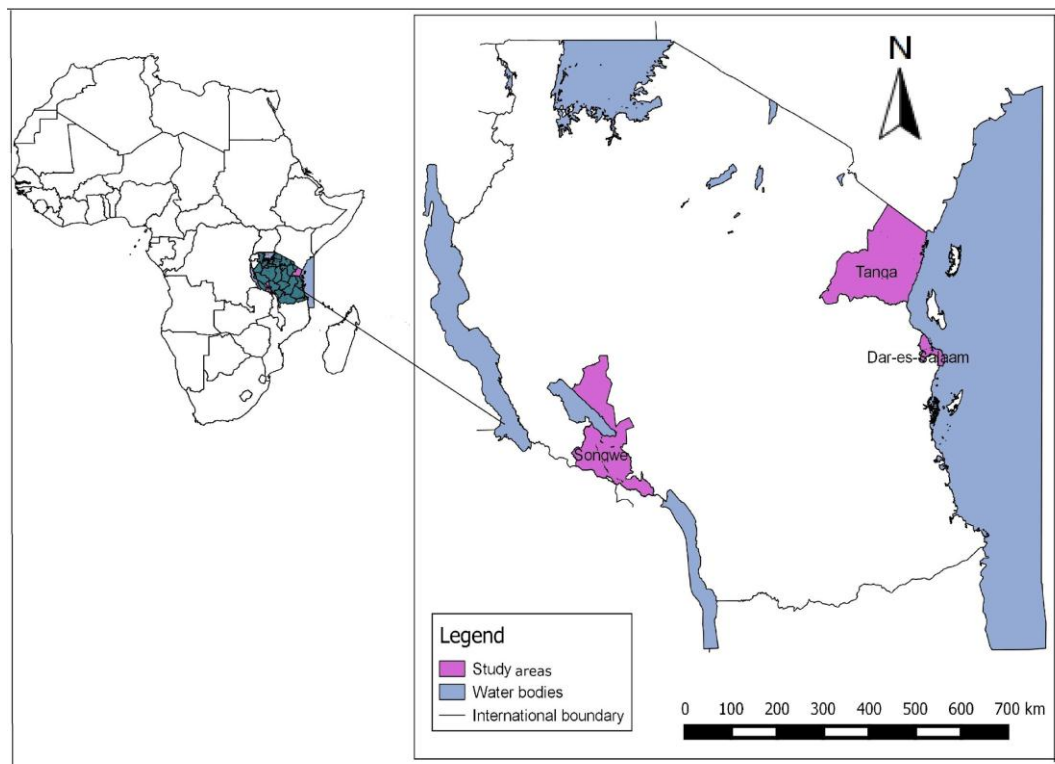 N
Tanga
Dar-es-Salaam
Songwe
Legend
Study areas
Water bodies
International boundary
0 100 200 300 400 500 600 700 km